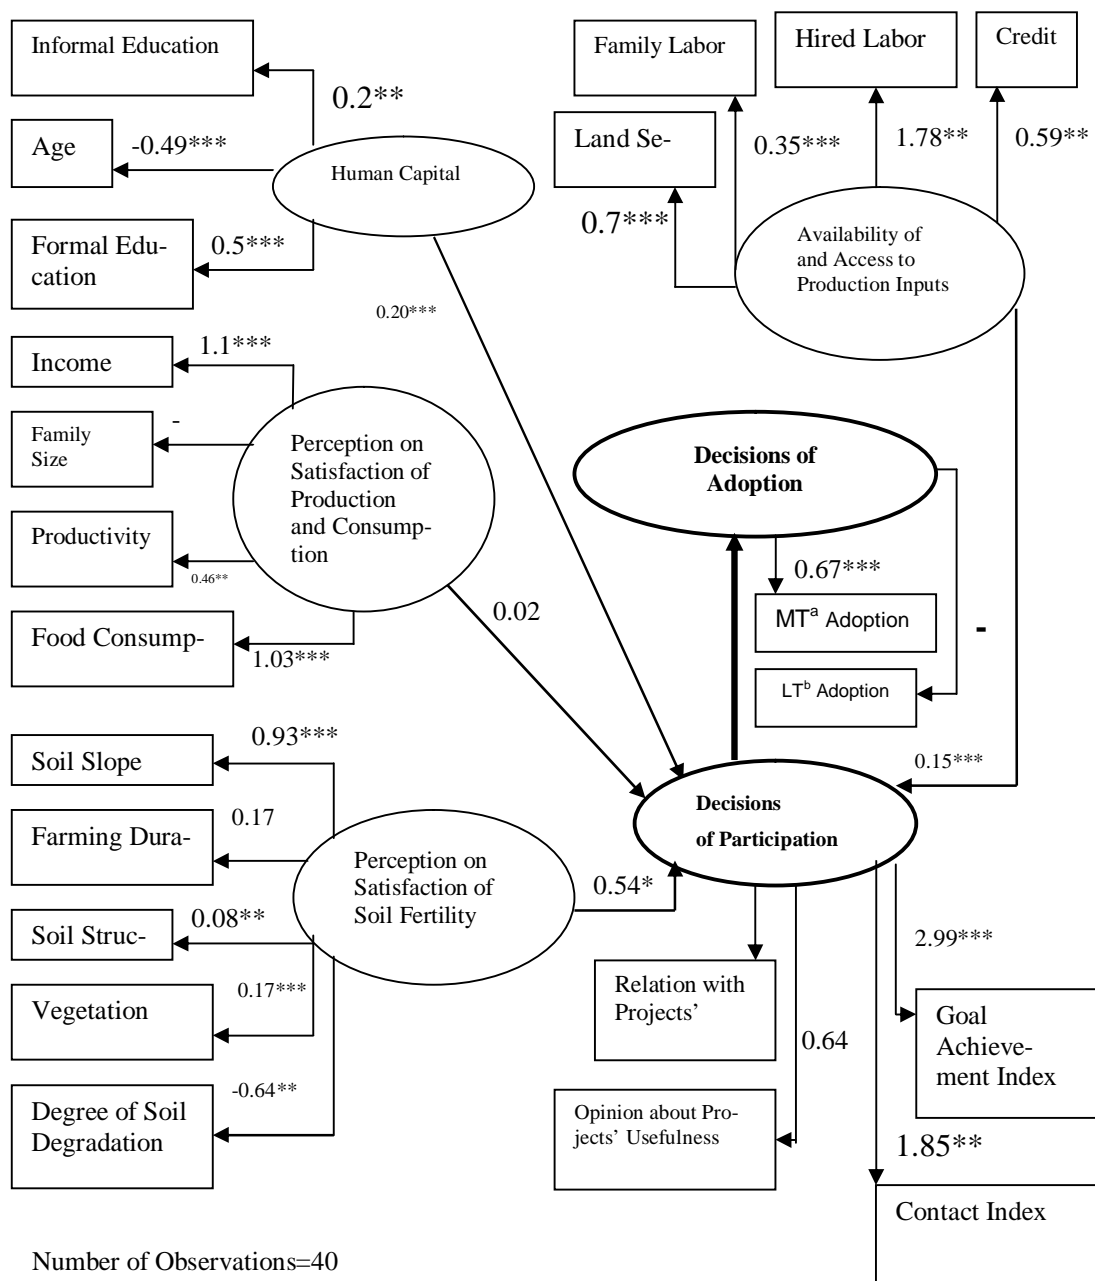 Informal Education
0.2**
Age
-0.49***
Human Capital
Formal Edu-
cation
0.5***
0.20***
Family Labor
Hired Labor
Credit
Land Se-
0.35***
1.78**
0.59**
0.7***
Availability of
and Access to
Production Inputs
Income
1.1***
Family
Size
-
Perception on
Satisfaction of
Production
and Consump-
tion
Productivity
0.46**
Food Consump-
1.03***
0.02
Decisions of
Adoption
0.67***
MTᵃ Adoption
-
LTᵇ Adoption
0.15***
Soil Slope
0.93***
Farming Dura-
0.17
Perception on
Satisfaction of
Soil Fertility
Soil Struc-
0.08**
Vegetation
0.17***
Degree of Soil
Degradation
-0.64**
0.54*
Decisions
of Participation
Relation with
Projects’
0.64
Opinion about Pro-
jects’ Usefulness
2.99***
Goal
Achieve-
ment Index
1.85**
Contact Index
Number of Observations=40